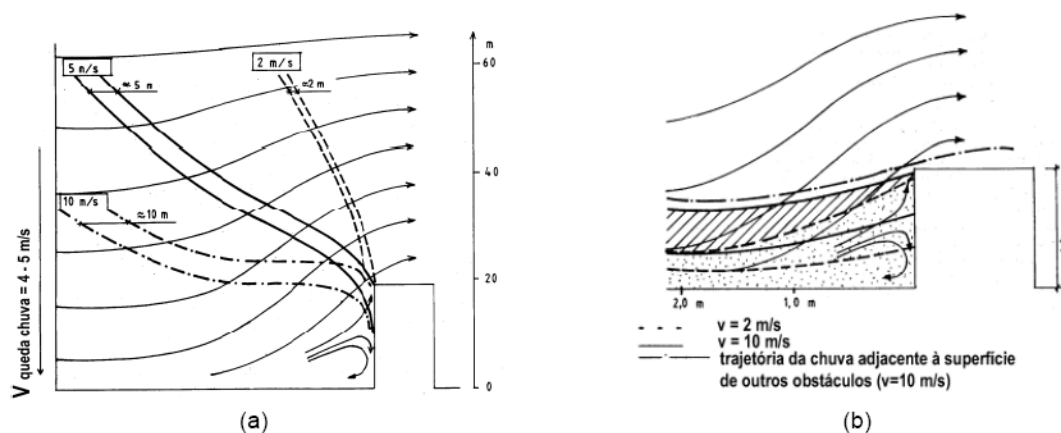 5 m/s
≈ 5 m
2 m/s
≈2 m
m
60
40
20
0
10 m/s
≈10 m
V queda chuva = 4 - 5 m/s
(a)
2,0 m
1,0 m
v = 2 m/s
v = 10 m/s
trajetória da chuva adjacente à superfície
de outros obstáculos (v=10 m/s)
(b)